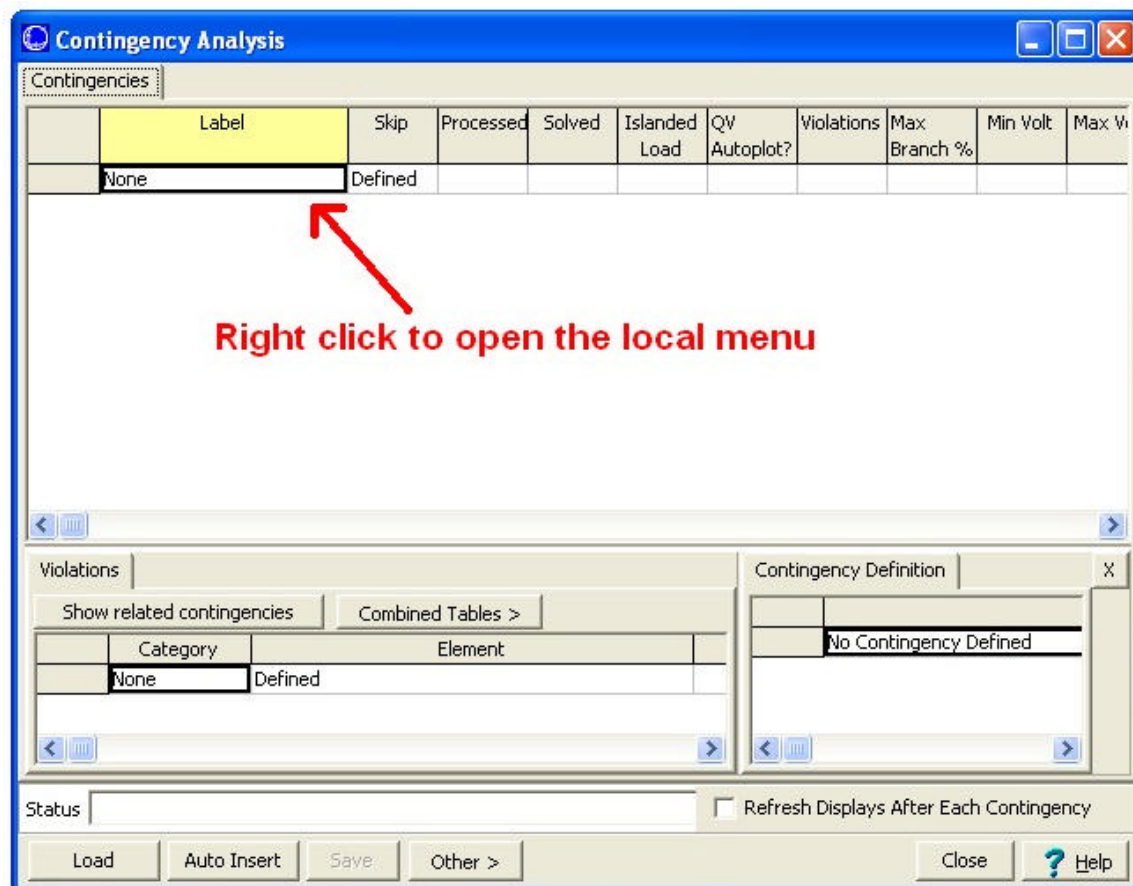 Contingency Analysis
Contingencies
Label Skip Processed Solved Islanded Load QV Autoplot? Violations Max Branch % Min Volt Max
None Defined
Right click to open the local menu
Violations
Contingency Definition X
Show related contingencies Combined Tables >
Category Element
No Contingency Defined
None Defined
Status
Refresh Displays After Each Contingency
Load Auto Insert Save Other > Close ? Help